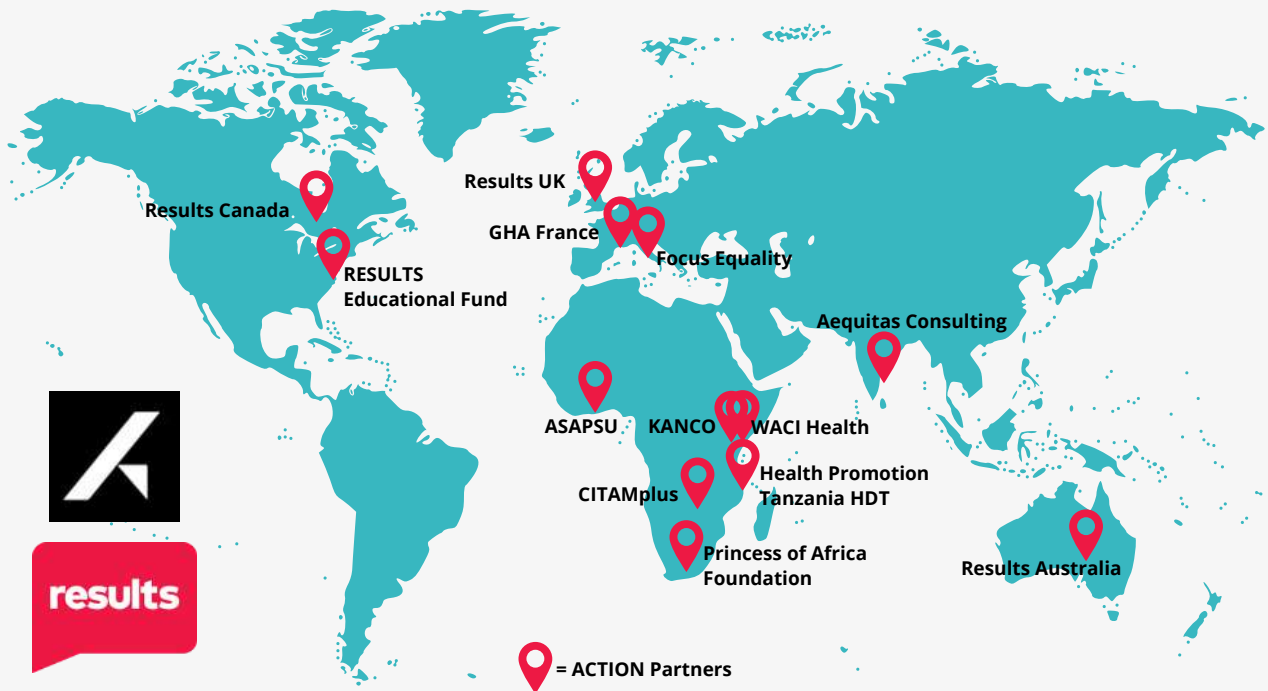 Results UK
Results Canada
GHA France
Focus Equality
RESULTS
Educational Fund
Aequitas Consulting
ASAPSU
KANCO
WACI Health
Health Promotion
Tanzania HDT
CITAMplus
Princess of Africa
Foundation
Results Australia
results
= ACTION Partners